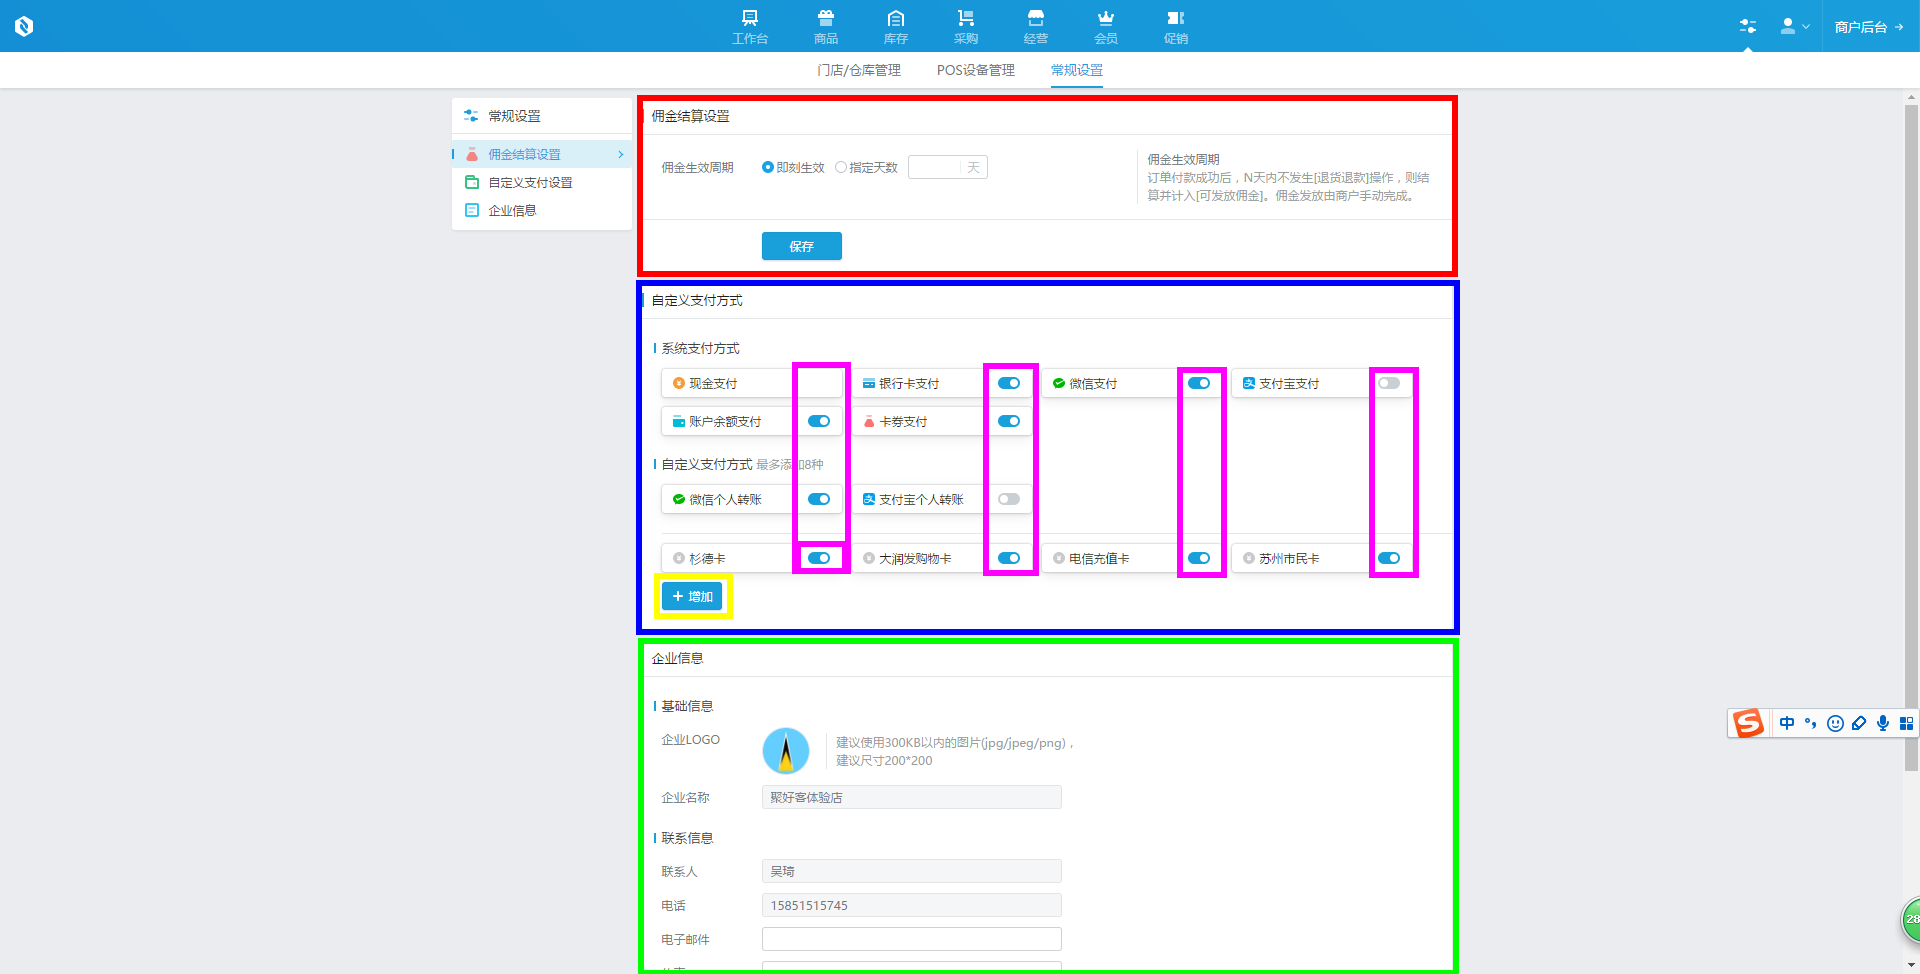 工作台
商品
库存
采购
经营
会员
促销
商户后台
门店/仓库管理
POS设备管理
常规设置
常规设置
佣金结算设置
自定义支付设置
企业信息
佣金结算设置
佣金生效周期
即刻生效
指定天数
天
佣金生效周期
订单付款成功后，N天内不发生[退货退款]操作，则结
算并计入[可发放佣金]。佣金发放由商户手动完成。
保存
自定义支付方式
系统支付方式
现金支付
银行卡支付
微信支付
支付宝支付
账户余额支付
卡券支付
自定义支付方式 最多添加8种
微信个人转账
支付宝个人转账
杉德卡
大润发购物卡
电信充值卡
苏州市民卡
+ 增加
企业信息
基础信息
企业LOGO
建议使用300KB以内的图片(jpg/jpeg/png)，
建议尺寸200*200
企业名称
聚好客体验店
联系信息
联系人
吴琦
电话
15851515745
电子邮件
中
28